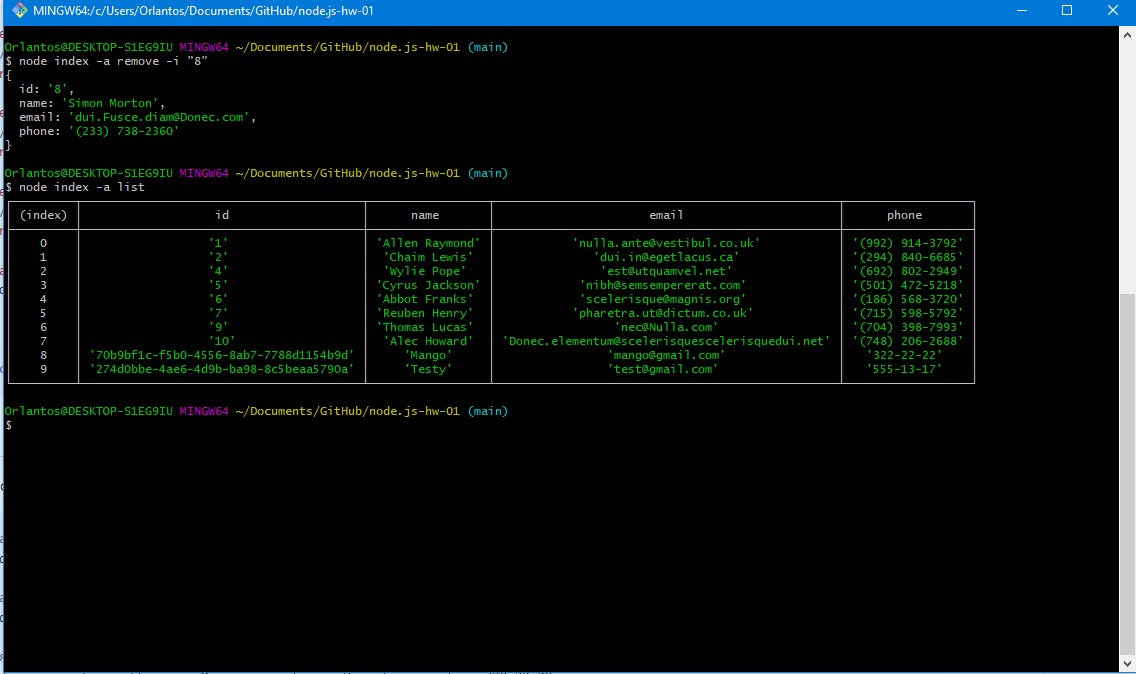 MINGW64:/c/Users/Orlantos/Documents/GitHub/node.js-hw-01
Orlantos@DESKTOP-S1EG9IU MINGW64 ~/Documents/GitHub/node.js-hw-01 (main)
$ node index -a remove -i "8"
{
  id: '8',
  name: 'Simon Morton',
  email: 'dui.Fusce.diam@Donec.com',
  phone: '(233) 738-2360'
}
Orlantos@DESKTOP-S1EG9IU MINGW64 ~/Documents/GitHub/node.js-hw-01 (main)
$ node index -a list
(index) id name email phone
0 '1' 'Allen Raymond' 'nulla.ante@vestibul.co.uk' '(992) 914-3792'
1 '2' 'Chaim Lewis' 'dui.in@egetlacus.ca' '(294) 840-6685'
2 '4' 'Wylie Pope' 'est@utquamvel.net' '(692) 802-2949'
3 '5' 'Cyrus Jackson' 'nibh@semsempererat.com' '(501) 472-5218'
4 '6' 'Abbot Franks' 'scelerisque@magnis.org' '(186) 568-3720'
5 '7' 'Reuben Henry' 'pharetra.ut@dictum.co.uk' '(715) 598-5792'
6 '9' 'Thomas Lucas' 'nec@Nulla.com' '(704) 398-7993'
7 '10' 'Alec Howard' 'Donec.elementum@scelerisquescelerisquedui.net' '(748) 206-2688'
8 '70b9bf1c-f5b0-4556-8ab7-7788d1154b9d' 'Mango' 'mango@gmail.com' '322-22-22'
9 '274d0bbe-4ae6-4d9b-ba98-8c5beaa5790a' 'Testy' 'test@gmail.com' '555-13-17'
Orlantos@DESKTOP-S1EG9IU MINGW64 ~/Documents/GitHub/node.js-hw-01 (main)
$